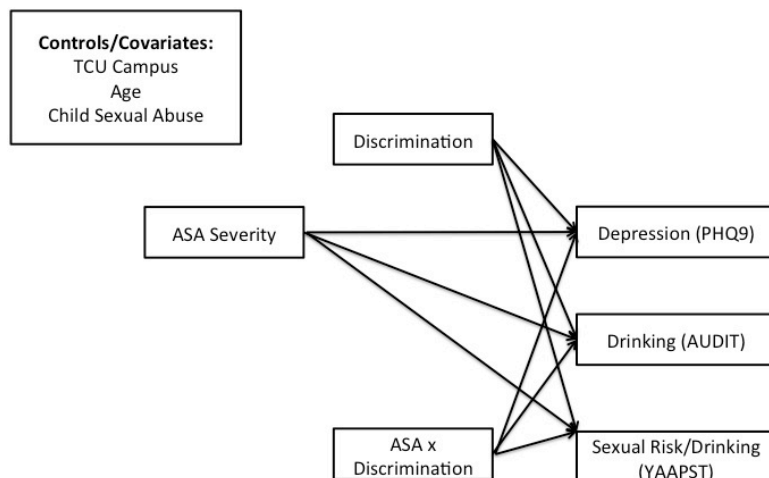 Controls/Covariates:
TCU Campus
Age
Child Sexual Abuse
Discrimination
ASA Severity
Depression (PHQ9)
Drinking (AUDIT)
ASA x
Discrimination
Sexual Risk/Drinking
(YAAPST)